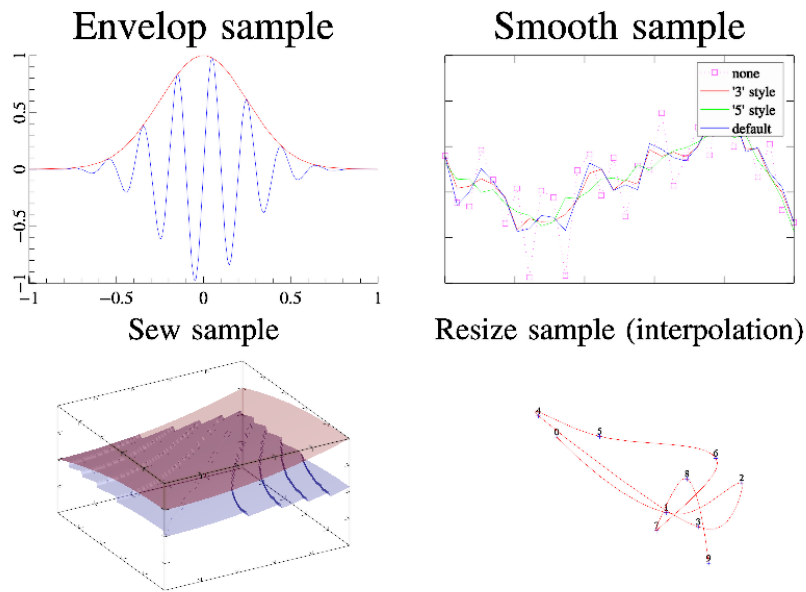 Envelop sample
Smooth sample
none
'3' style
'5' style
default
1
0.5
0
−0.5
−1
−1
−0.5
0
0.5
1
Sew sample
Resize sample (interpolation)
4
5
0
6
8
2
1
3
7
9